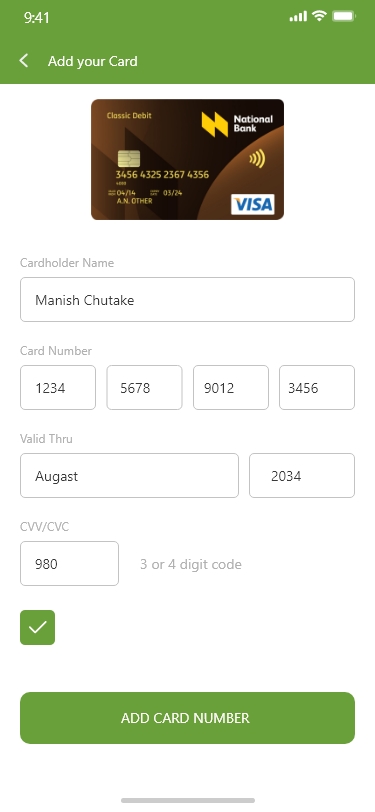 9:41
Add your Card
Classic Debit
National
Bank
3456 4325 2367 4356
04/14 03/24
A.N. OTHER
VISA
Cardholder Name
Manish Chutake
Card Number
1234 5678 9012 3456
Valid Thru
Augast 2034
CVV/CVC
980 3 or 4 digit code
ADD CARD NUMBER